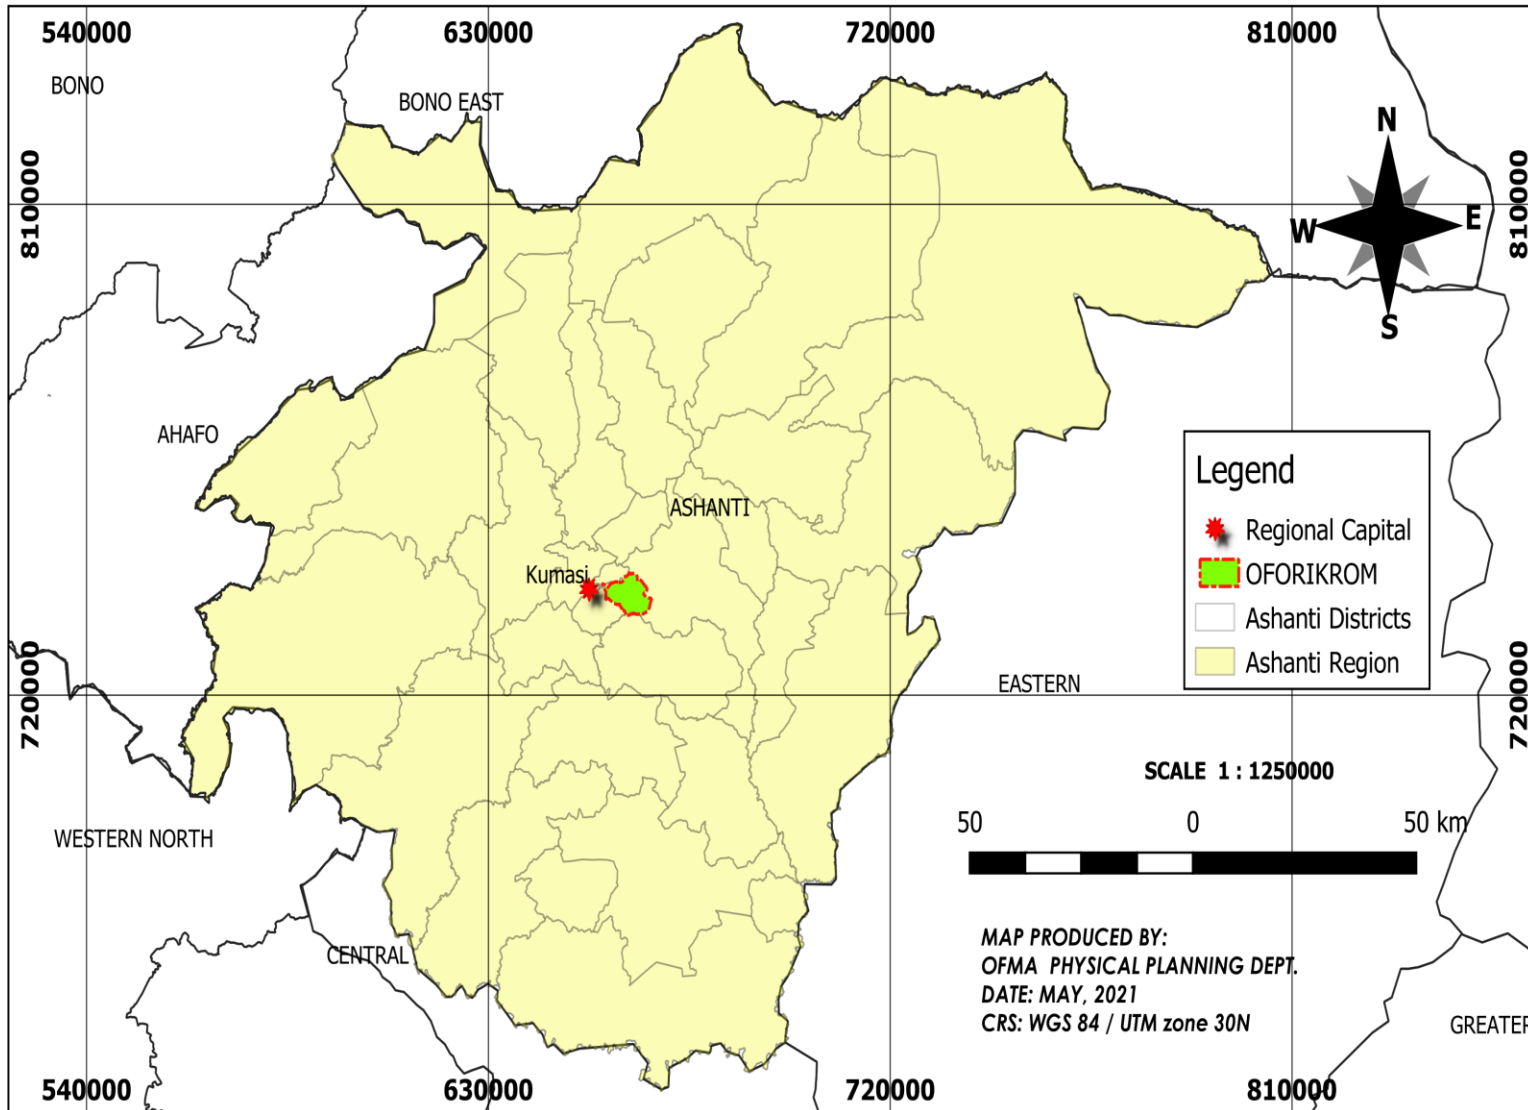 540000 630000 720000 810000
BONO
BONO EAST
N
810000
810000
W
E
S
AHAFO
Legend
ASHANTI
Regional Capital
Kumasi
OFORIKROM
Ashanti Districts
Ashanti Region
720000
720000
EASTERN
SCALE 1 : 1250000
50 0 50 km
WESTERN NORTH
MAP PRODUCED BY:
OFMA PHYSICAL PLANNING DEPT.
CENTRAL
DATE: MAY, 2021
CRS: WGS 84 / UTM zone 30N
GREATER
540000 630000 720000 810000